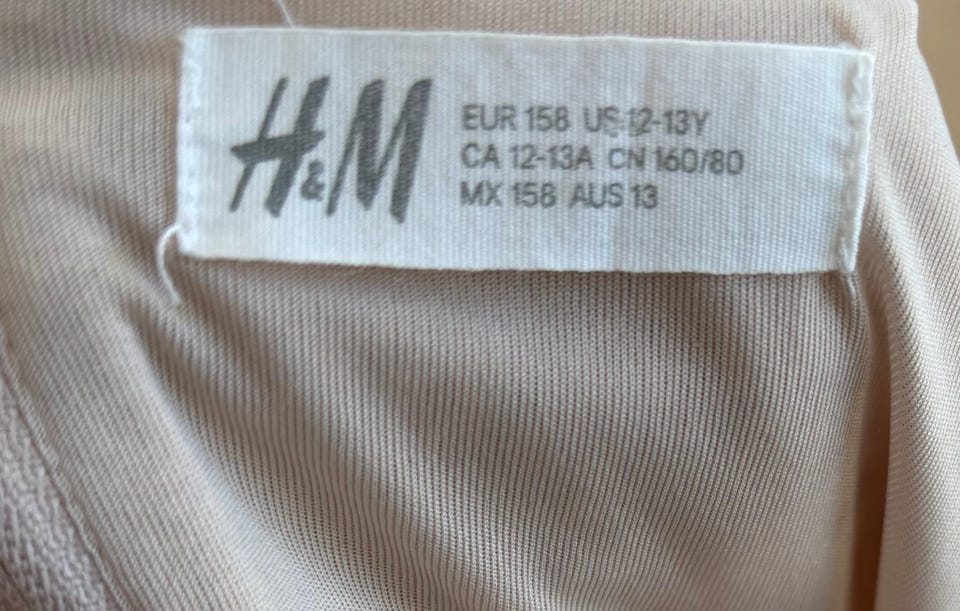 H&M
EUR 158 US 12-13Y
CA 12-13A CN 160/80
MX 158 AUS 13